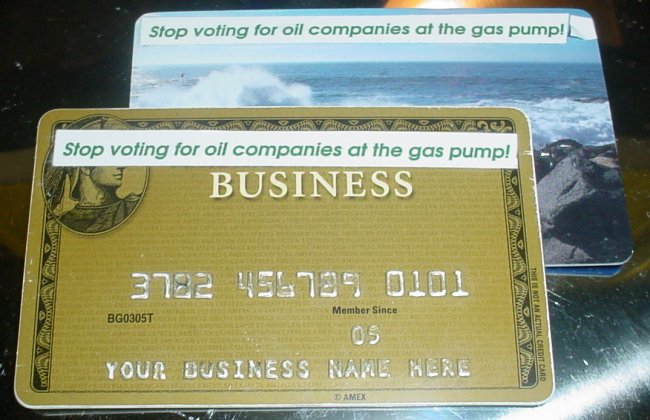 Stop voting for oil companies at the gas pump!
Stop voting for oil companies at the gas pump!
BUSINESS
3782 456789 0101
BG0305T
Member Since
05
YOUR BUSINESS NAME HERE
© AMEX
THIS IS NOT AN ACTUAL CREDIT CARD